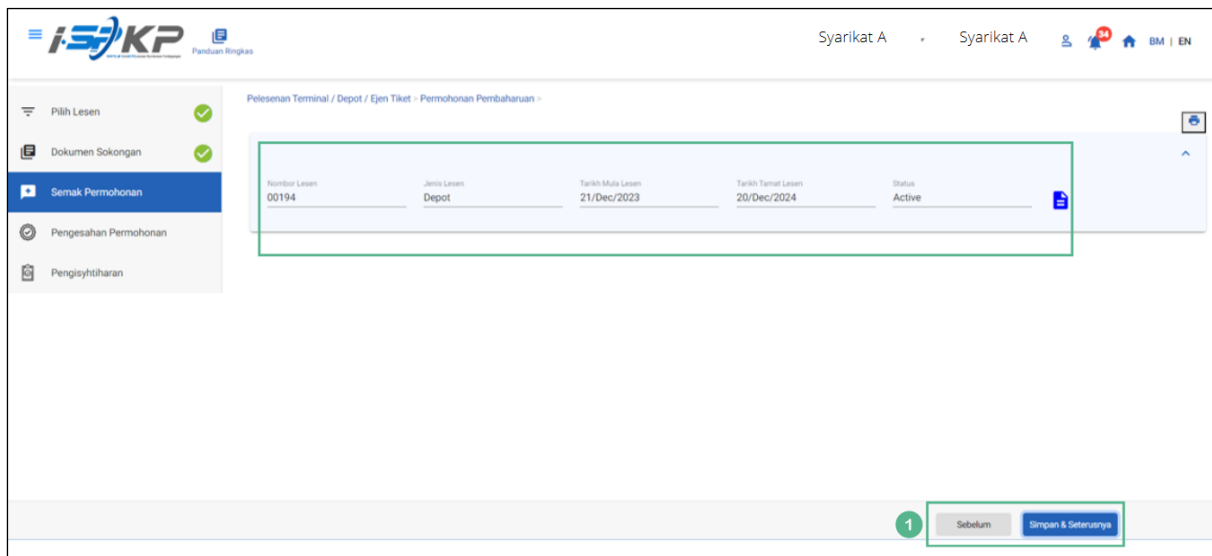 i-SPKP
Panduan Ringkas
Syarikat A
Syarikat A
34
BM | EN
Pilih Lesen
Dokumen Sokongan
Semak Permohonan
Pengesahan Permohonan
Pengisytiharan
Pelesenan Terminal / Depot / Ejen Tiket > Permohonan Pembaharuan >
Nombor Lesen Jenis Lesen Tarikh Mula Lesen Tarikh Tamat Lesen Status
00194 Depot 21/Dec/2023 20/Dec/2024 Active
1 Sebelum Simpan & Seterusnya